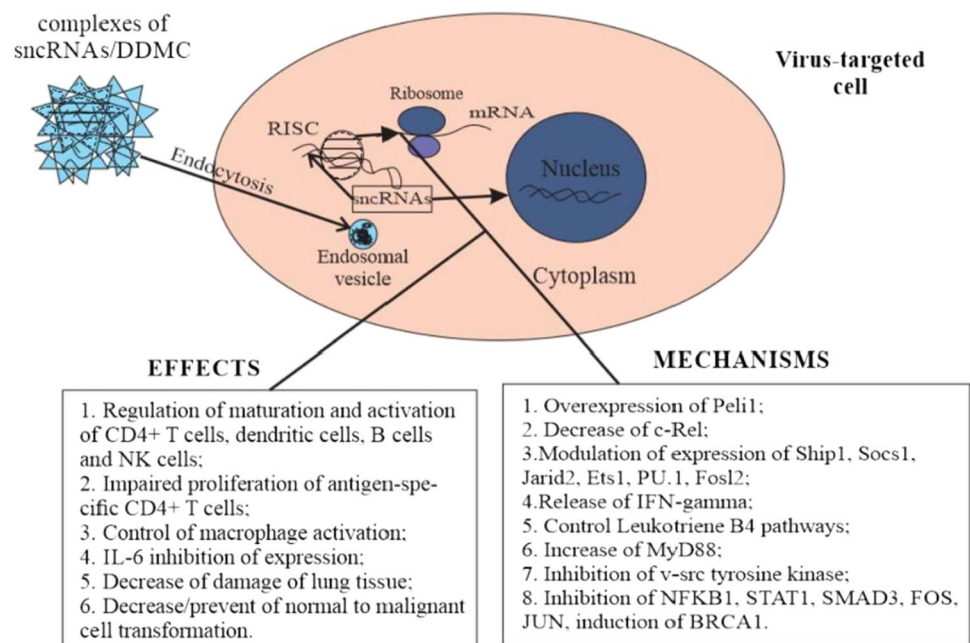 complexes of
sncRNAs/DDMC
Virus-targeted
cell
Ribosome
mRNA
RISC
Endocytosis
Nucleus
sncRNAs
Endosomal
vesicle
Cytoplasm
EFFECTS
1. Regulation of maturation and activation
of CD4+ T cells, dendritic cells, B cells
and NK cells;
2. Impaired proliferation of antigen-spe-
cific CD4+ T cells;
3. Control of macrophage activation;
4. IL-6 inhibition of expression;
5. Decrease of damage of lung tissue;
6. Decrease/prevent of normal to malignant
cell transformation.
MECHANISMS
1. Overexpression of Peli1;
2. Decrease of c-Rel;
3.Modulation of expression of Ship1, Socs1,
Jarid2, Ets1, PU.1, Fosl2;
4.Release of IFN-gamma;
5. Control Leukotriene B4 pathways;
6. Increase of MyD88;
7. Inhibition of v-src tyrosine kinase;
8. Inhibition of NFKB1, STAT1, SMAD3, FOS,
JUN, induction of BRCA1.